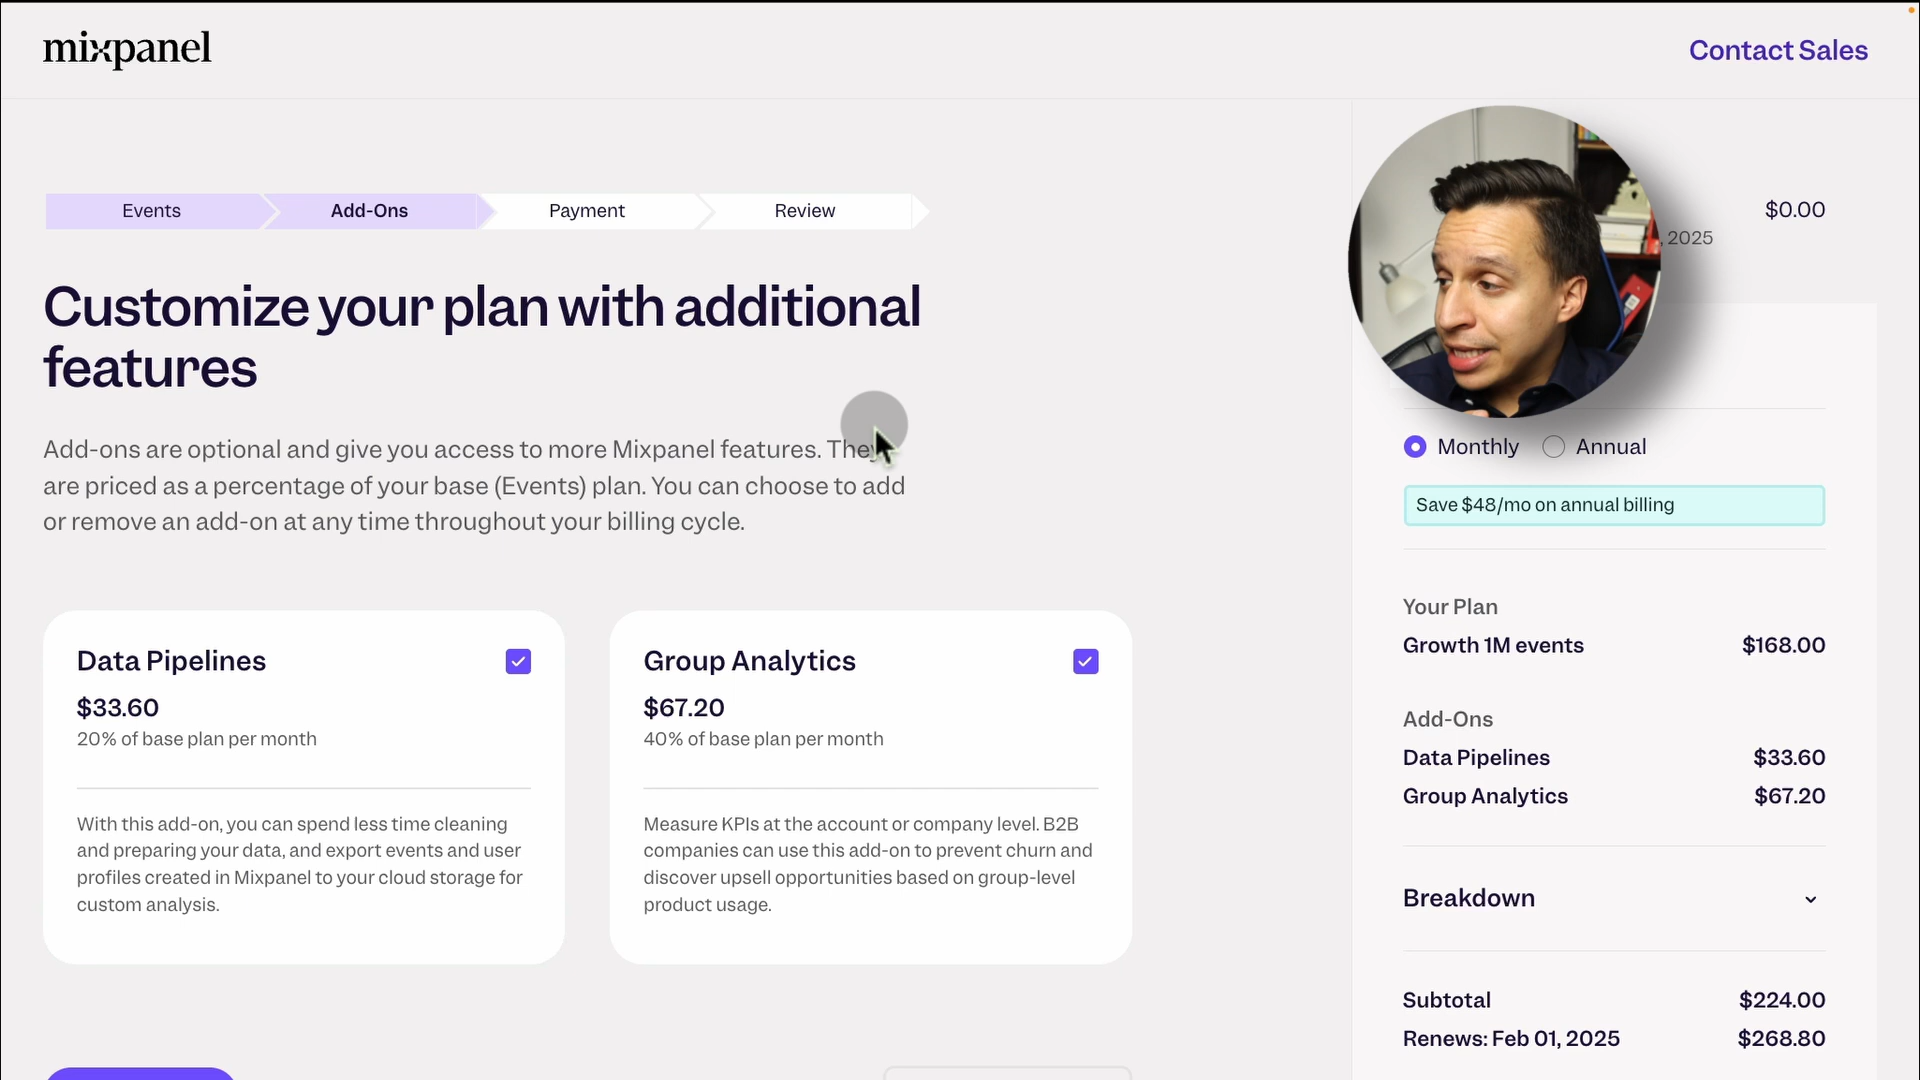 mixpanel
Contact Sales
Events
Add-Ons
Payment
Review
$0.00
, 2025
Customize your plan with additional
features
Add-ons are optional and give you access to more Mixpanel features. They
are priced as a percentage of your base (Events) plan. You can choose to add
or remove an add-on at any time throughout your billing cycle.
Monthly
Annual
Save $48/mo on annual billing
Data Pipelines
$33.60
20% of base plan per month
With this add-on, you can spend less time cleaning
and preparing your data, and export events and user
profiles created in Mixpanel to your cloud storage for
custom analysis.
Group Analytics
$67.20
40% of base plan per month
Measure KPIs at the account or company level. B2B
companies can use this add-on to prevent churn and
discover upsell opportunities based on group-level
product usage.
Your Plan
Growth 1M events $168.00
Add-Ons
Data Pipelines $33.60
Group Analytics $67.20
Breakdown
Subtotal $224.00
Renews: Feb 01, 2025 $268.80